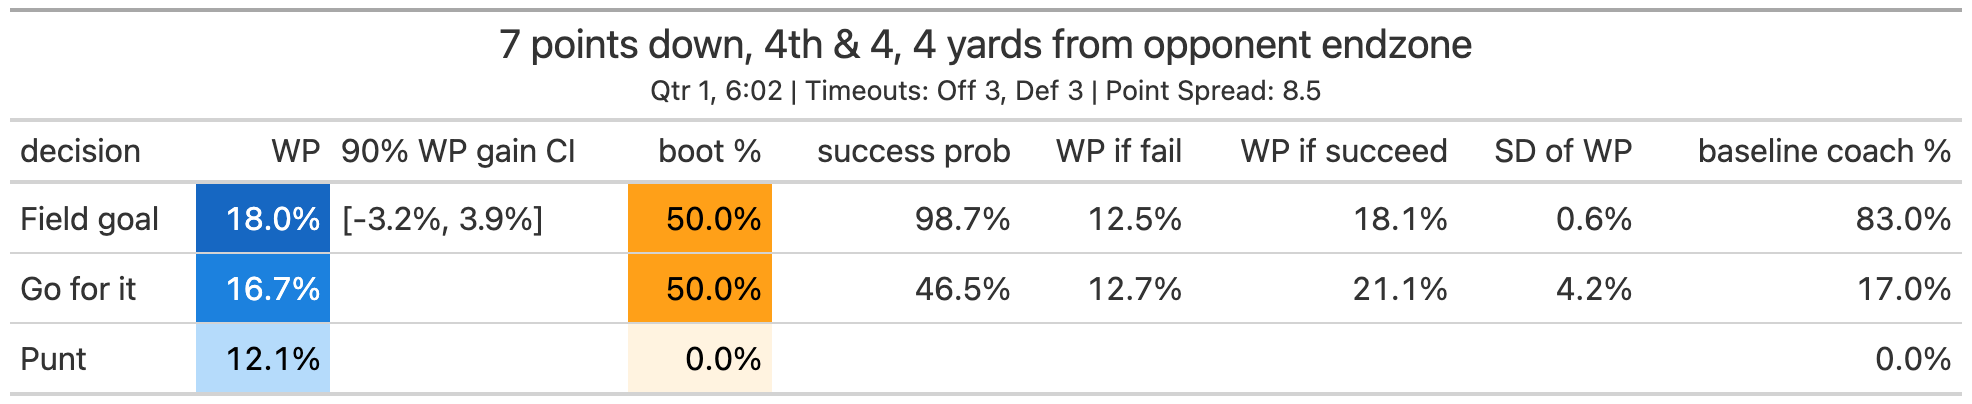 7 points down, 4th & 4, 4 yards from opponent endzone
Qtr 1, 6:02 | Timeouts: Off 3, Def 3 | Point Spread: 8.5
decision WP 90% WP gain CI boot % success prob WP if fail WP if succeed SD of WP baseline coach %
Field goal 18.0% [-3.2%, 3.9%] 50.0% 98.7% 12.5% 18.1% 0.6% 83.0%
Go for it 16.7% 50.0% 46.5% 12.7% 21.1% 4.2% 17.0%
Punt 12.1% 0.0% 0.0%